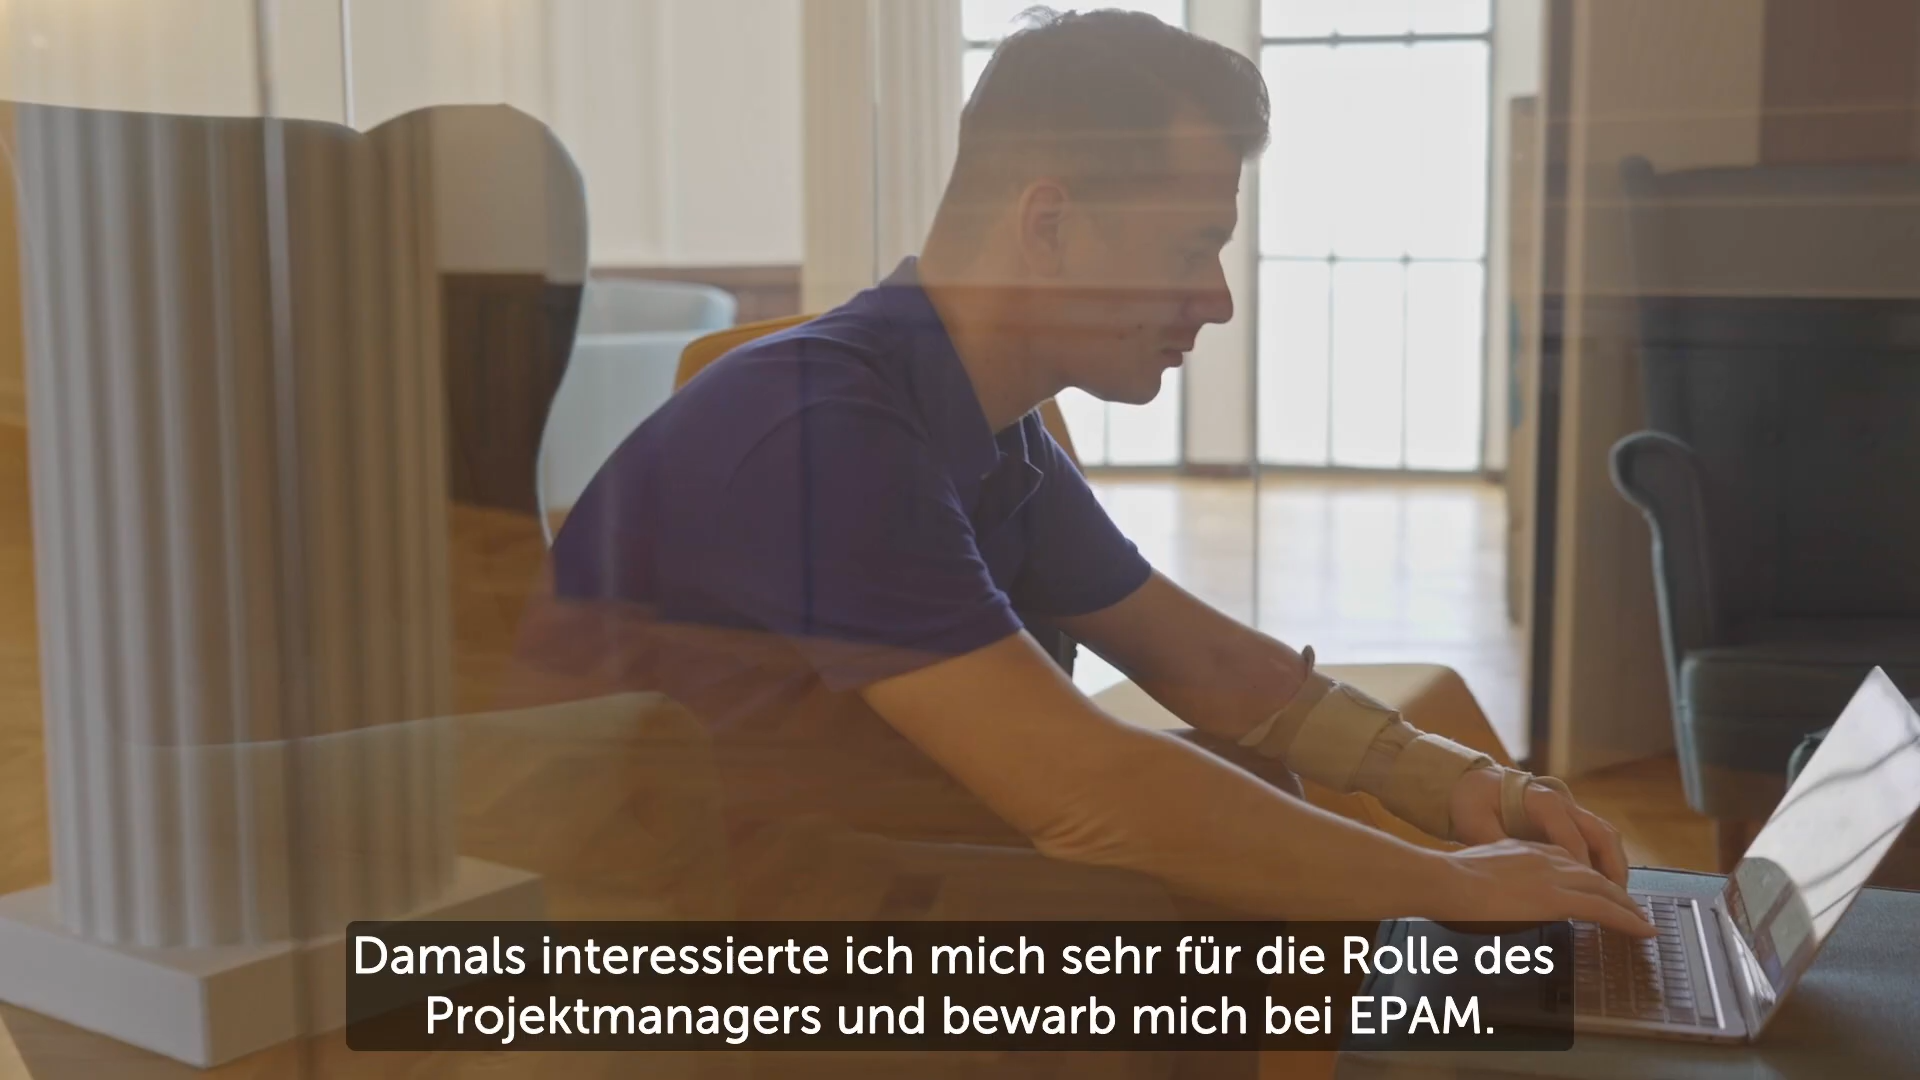 Damals interessierte ich mich sehr für die Rolle des
Projektmanagers und bewarb mich bei EPAM.